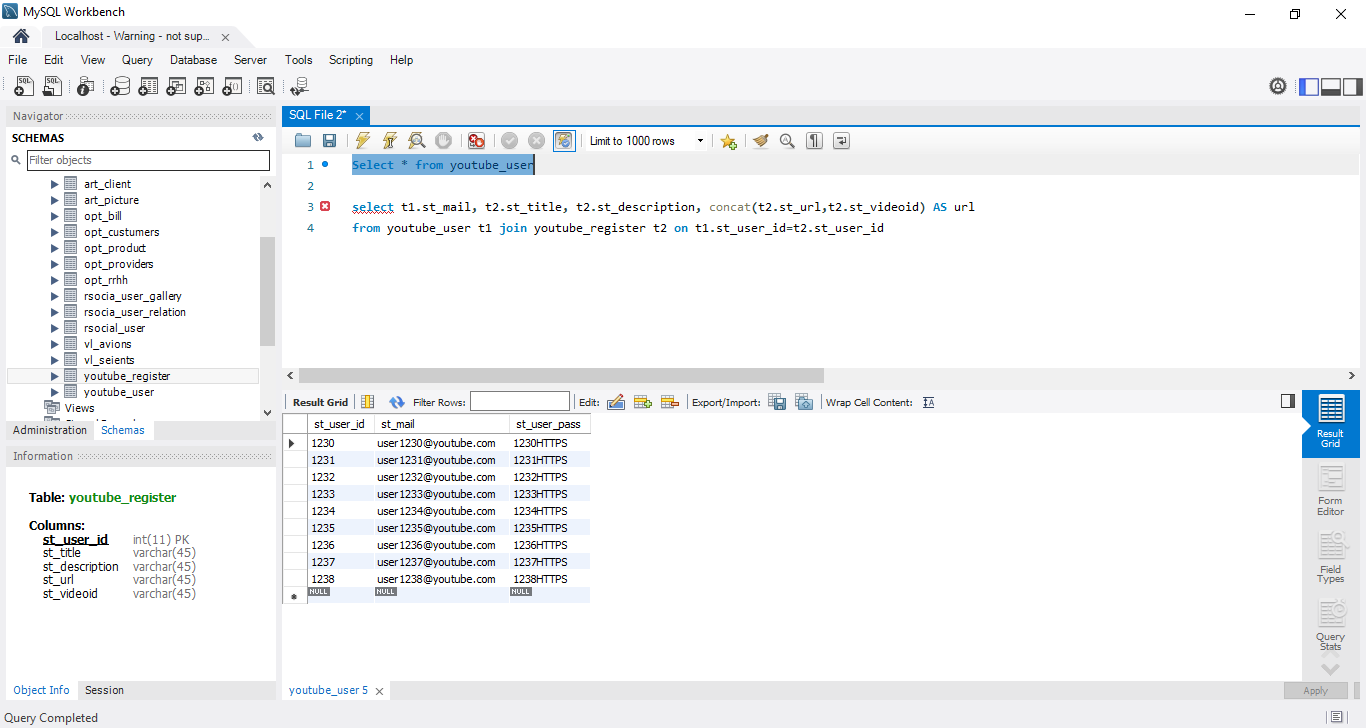 MySQL Workbench
Localhost - Warning - not sup...
File Edit View Query Database Server Tools Scripting Help
Navigator
SCHEMAS
Filter objects
art_client
art_picture
opt_bill
opt_custumers
opt_product
opt_providers
opt_rrhh
rsocia_user_gallery
rsocia_user_relation
rsocial_user
vl_avions
vl_seients
youtube_register
youtube_user
Views
Administration Schemas
Information
Table: youtube_register
Columns:
st_user_id int(11) PK
st_title varchar(45)
st_description varchar(45)
st_url varchar(45)
st_videoid varchar(45)
Object Info Session
Query Completed
SQL File 2*
Limit to 1000 rows
1 Select * from youtube_user
2
3 select t1.st_mail, t2.st_title, t2.st_description, concat(t2.st_url,t2.st_videoid) AS url
4 from youtube_user t1 join youtube_register t2 on t1.st_user_id=t2.st_user_id
Result Grid Filter Rows: Edit: Export/Import: Wrap Cell Content:
st_user_id st_mail st_user_pass
1230 user1230@youtube.com 1230HTTPS
1231 user1231@youtube.com 1231HTTPS
1232 user1232@youtube.com 1232HTTPS
1233 user1233@youtube.com 1233HTTPS
1234 user1234@youtube.com 1234HTTPS
1235 user1235@youtube.com 1235HTTPS
1236 user1236@youtube.com 1236HTTPS
1237 user1237@youtube.com 1237HTTPS
1238 user1238@youtube.com 1238HTTPS
NULL NULL NULL
Result
Grid
Form
Editor
Field
Types
Query
Stats
youtube_user 5
Apply